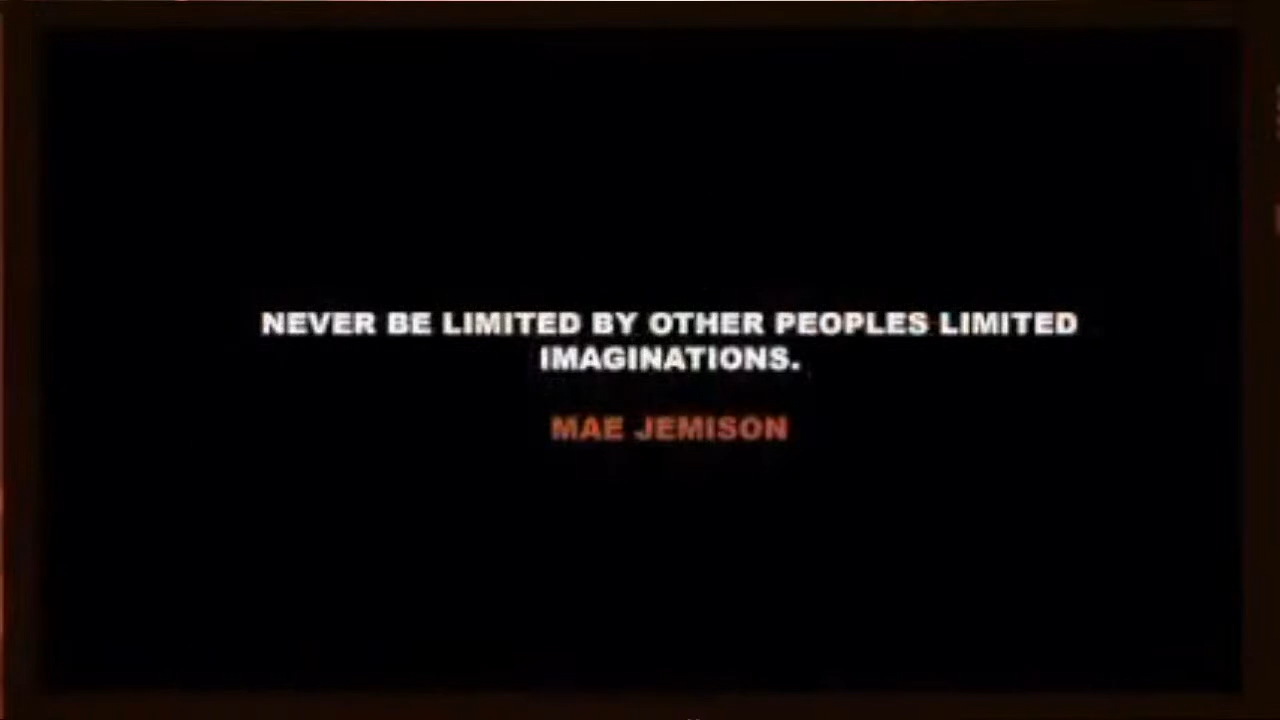 NEVER BE LIMITED BY OTHER PEOPLES LIMITED
IMAGINATIONS.
MAE JEMISON